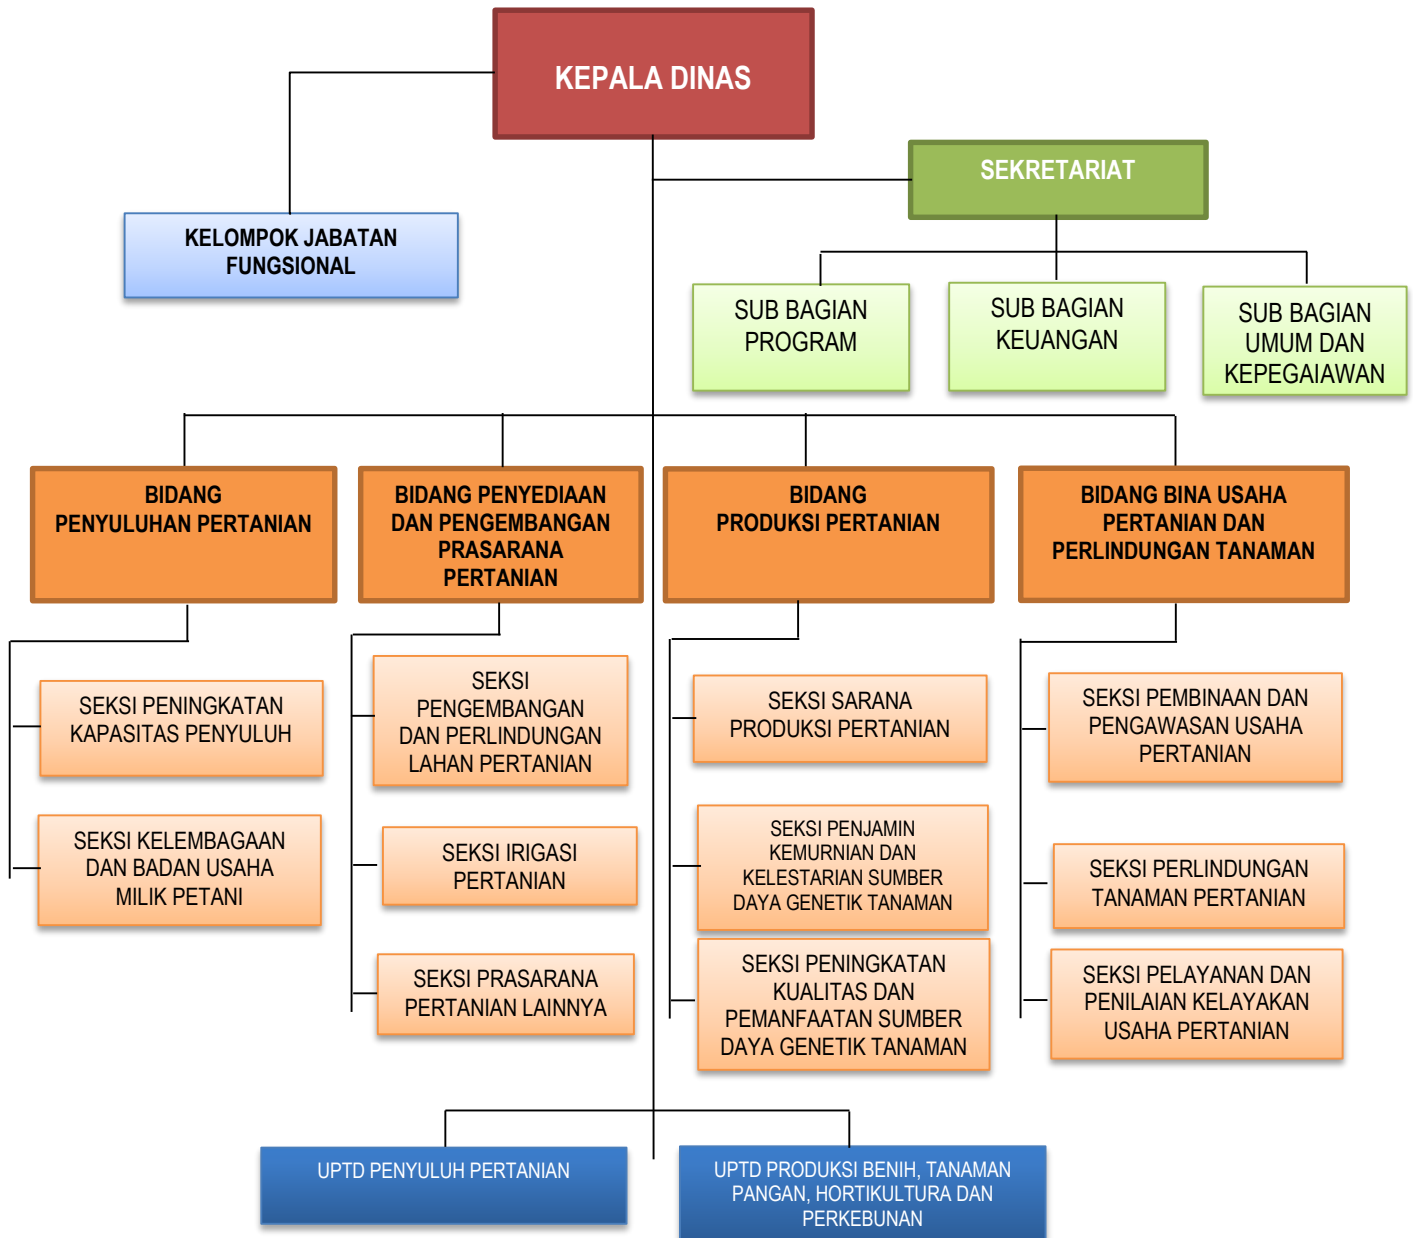 KEPALA DINAS
SEKRETARIAT
KELOMPOK JABATAN
FUNGSIONAL
SUB BAGIAN
PROGRAM
SUB BAGIAN
KEUANGAN
SUB BAGIAN
UMUM DAN
KEPEGAIAWAN
BIDANG
PENYULUHAN PERTANIAN
BIDANG PENYEDIAAN
DAN PENGEMBANGAN
PRASARANA
PERTANIAN
BIDANG
PRODUKSI PERTANIAN
BIDANG BINA USAHA
PERTANIAN DAN
PERLINDUNGAN TANAMAN
SEKSI PENINGKATAN
KAPASITAS PENYULUH
SEKSI KELEMBAGAAN
DAN BADAN USAHA
MILIK PETANI
SEKSI
PENGEMBANGAN
DAN PERLINDUNGAN
LAHAN PERTANIAN
SEKSI IRIGASI
PERTANIAN
SEKSI PRASARANA
PERTANIAN LAINNYA
SEKSI SARANA
PRODUKSI PERTANIAN
SEKSI PENJAMIN
KEMURNIAN DAN
KELESTARIAN SUMBER
DAYA GENETIK TANAMAN
SEKSI PENINGKATAN
KUALITAS DAN
PEMANFAATAN SUMBER
DAYA GENETIK TANAMAN
SEKSI PEMBINAAN DAN
PENGAWASAN USAHA
PERTANIAN
SEKSI PERLINDUNGAN
TANAMAN PERTANIAN
SEKSI PELAYANAN DAN
PENILAIAN KELAYAKAN
USAHA PERTANIAN
UPTD PENYULUH PERTANIAN
UPTD PRODUKSI BENIH, TANAMAN
PANGAN, HORTIKULTURA DAN
PERKEBUNAN